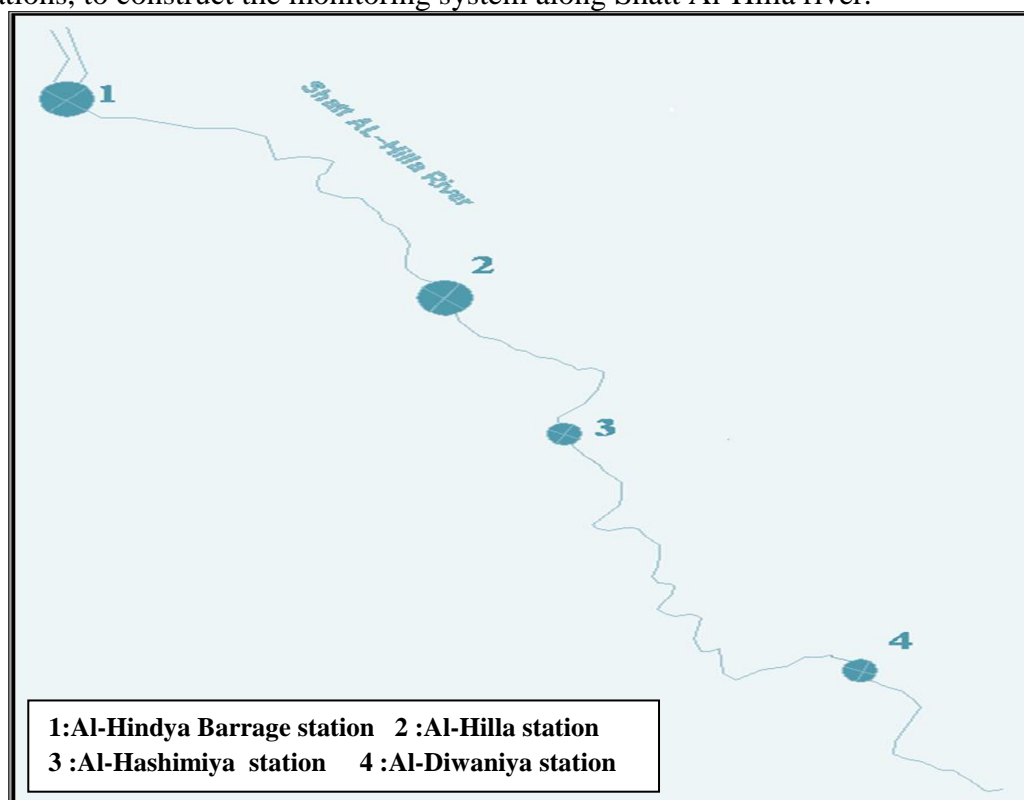 ations, to construct the monitoring system along Shatt Al-Hilla river.
1
Shatt AL-Hilla River
2
3
4
1:Al-Hindya Barrage station 2 :Al-Hilla station
3 :Al-Hashimiya station 4 :Al-Diwaniya station